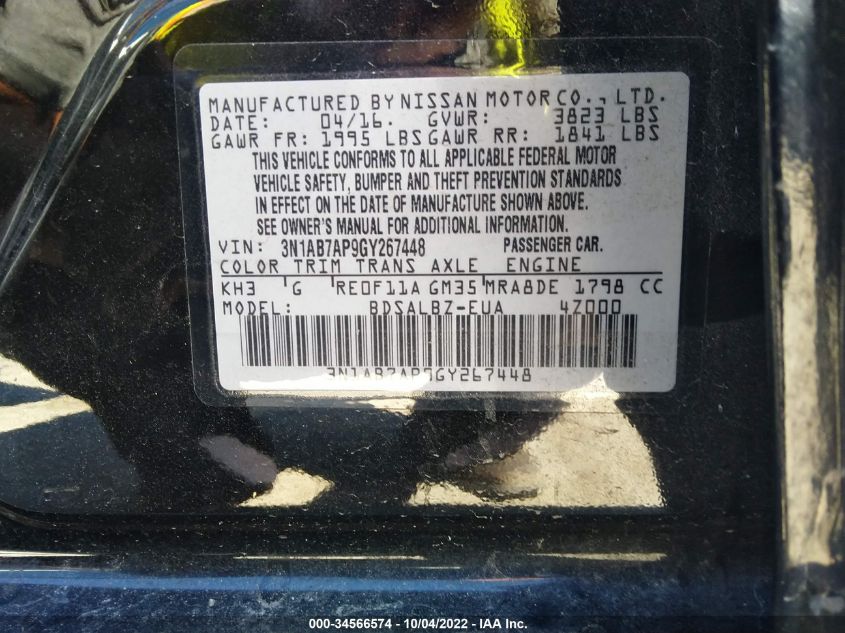 MANUFACTURED BY NISSAN MOTOR CO., LTD.
DATE: 04/16. GVWR: 3823 LBS
GAWR FR: 1995 LBS GAWR RR: 1841 LBS
THIS VEHICLE CONFORMS TO ALL APPLICABLE FEDERAL MOTOR
VEHICLE SAFETY, BUMPER AND THEFT PREVENTION STANDARDS
IN EFFECT ON THE DATE OF MANUFACTURE SHOWN ABOVE.
SEE OWNER'S MANUAL FOR ADDITIONAL INFORMATION.
VIN: 3N1AB7AP9GY267448 PASSENGER CAR.
COLOR TRIM TRANS AXLE ENGINE
KH3 G RE0F11A GM35 MRA8DE 1798 CC
MODEL: BDSALBZ-EUA 4Z000
3N1AB7AP9GY267448
000-34566574 - 10/04/2022 - IAA Inc.